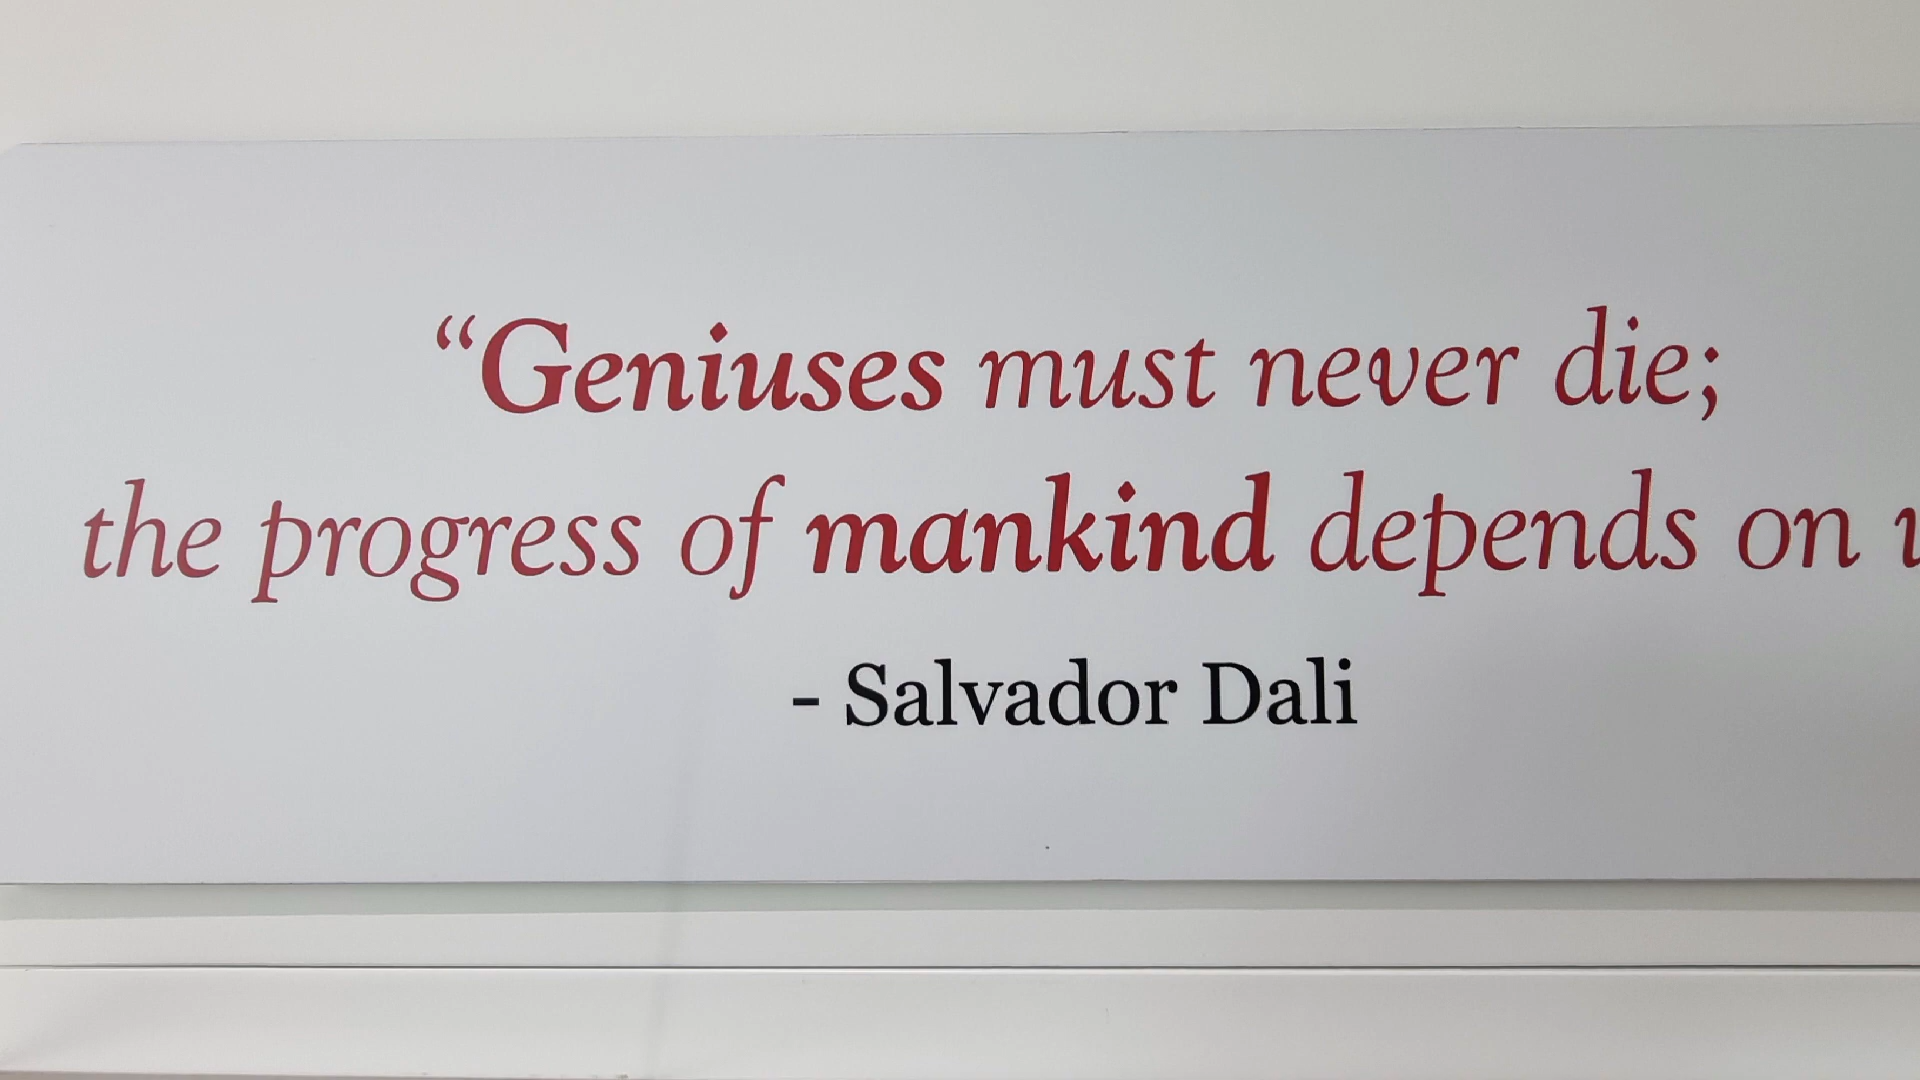 “Geniuses must never die;
the progress of mankind depends on
- Salvador Dali